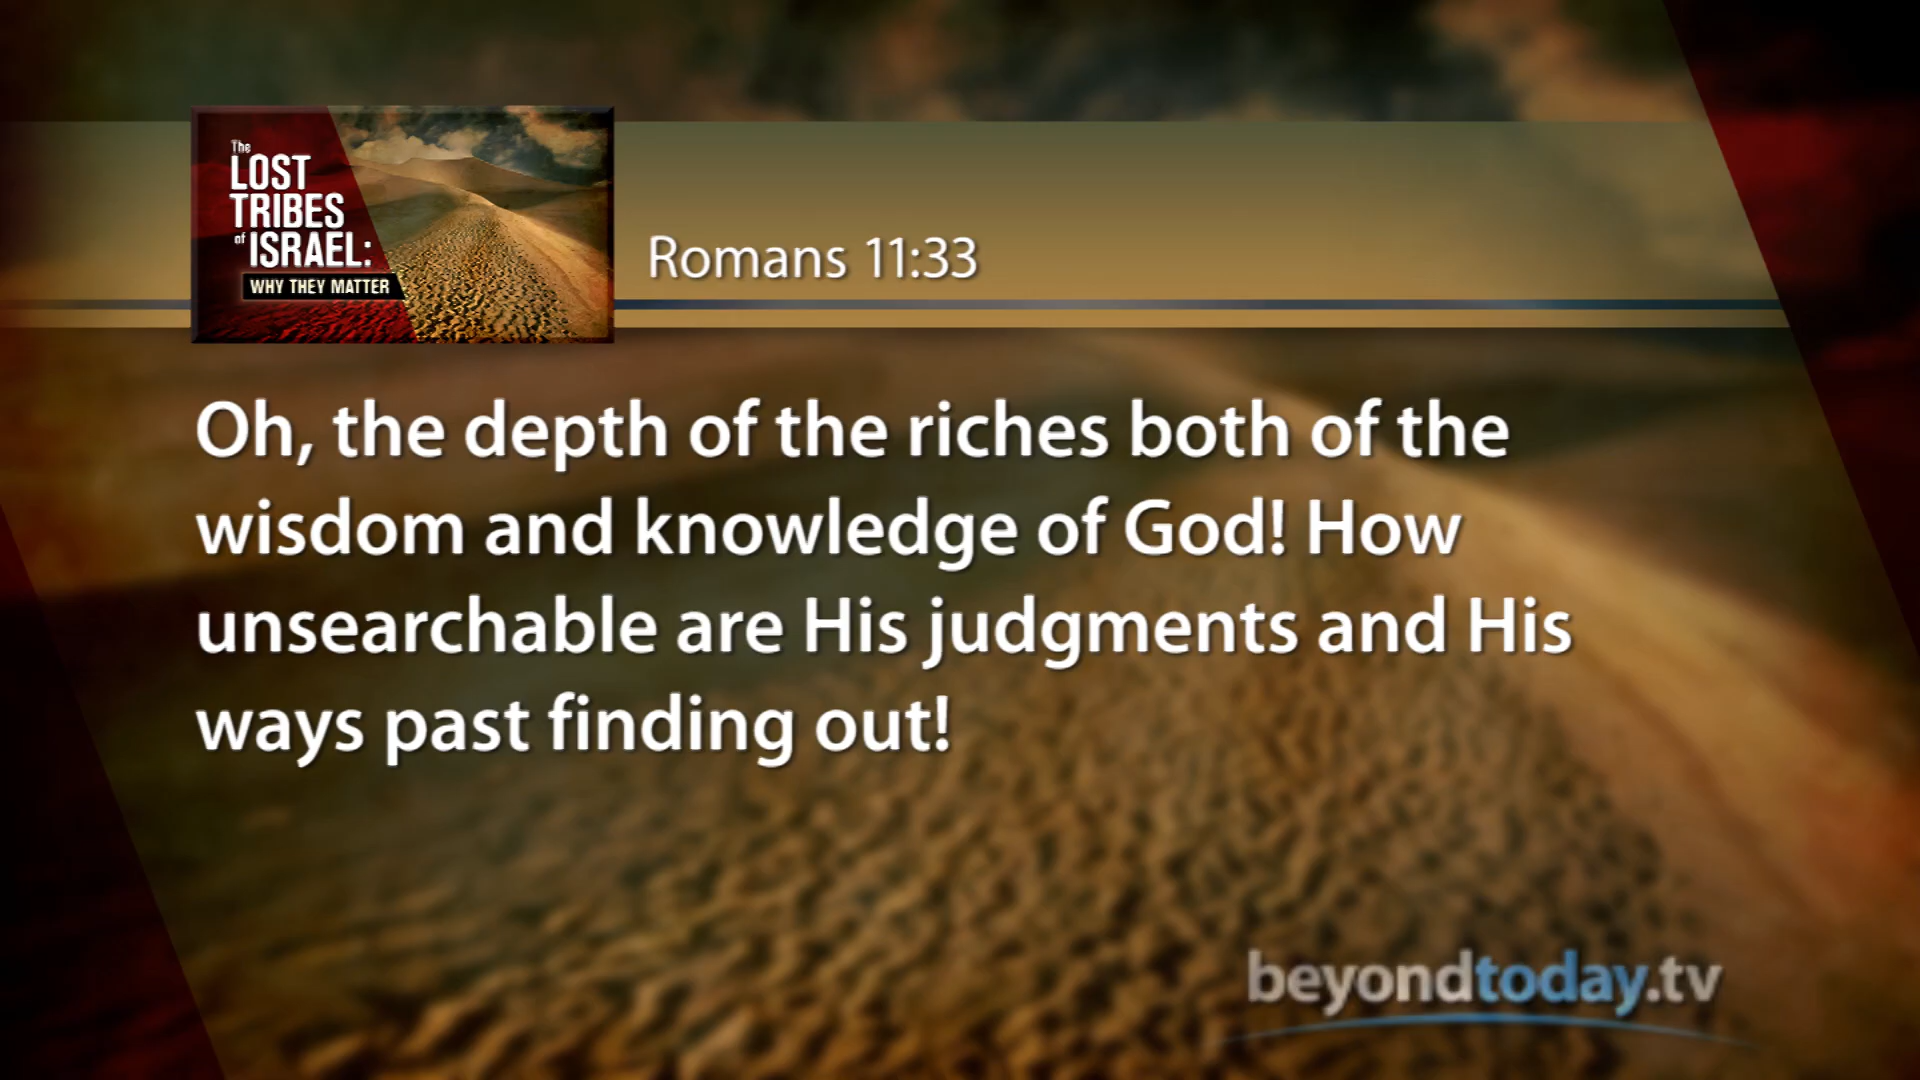 The
LOST
TRIBES
of ISRAEL:
WHY THEY MATTER
Romans 11:33
Oh, the depth of the riches both of the
wisdom and knowledge of God! How
unsearchable are His judgments and His
ways past finding out!
beyondtoday.tv